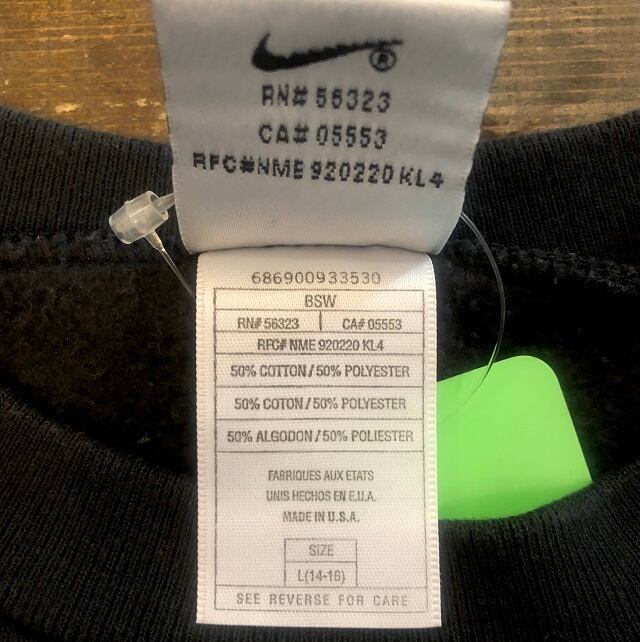 ®
RN# 56323
CA# 05553
RFC#NME 920220 KL4
686900933530
BSW
RN# 56323 CA# 05553
RFC# NME 920220 KL4
50% COTTON / 50% POLYESTER
50% COTON / 50% POLYESTER
50% ALGODON / 50% POLIESTER
FABRIQUES AUX ETATS
UNIS HECHOS EN E.U.A.
MADE IN U.S.A.
SIZE
L(14-16)
SEE REVERSE FOR CARE